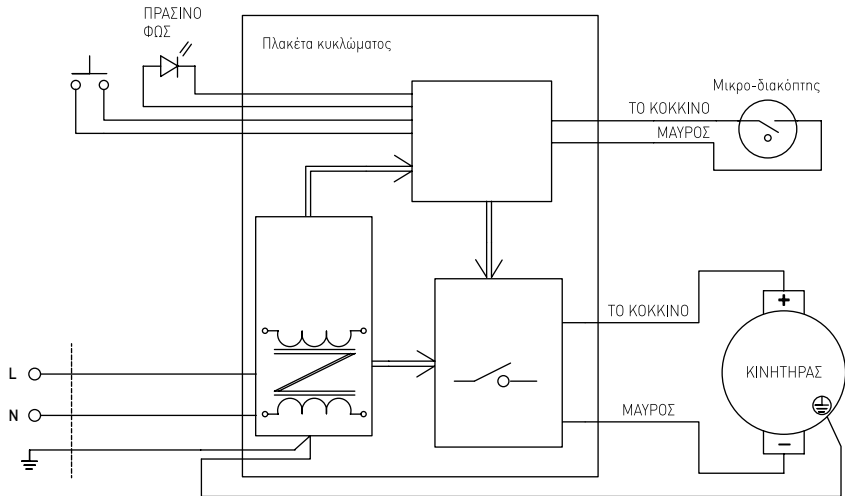 ΠΡΑΣΙΝΟ
ΦΩΣ
Πλακέτα κυκλώματος
Μικρο-διακόπτης
ΤΟ ΚΟΚΚΙΝΟ
ΜΑΥΡΟΣ
ΤΟ ΚΟΚΚΙΝΟ
+
ΚΙΝΗΤΗΡΑΣ
L
N
ΜΑΥΡΟΣ
−